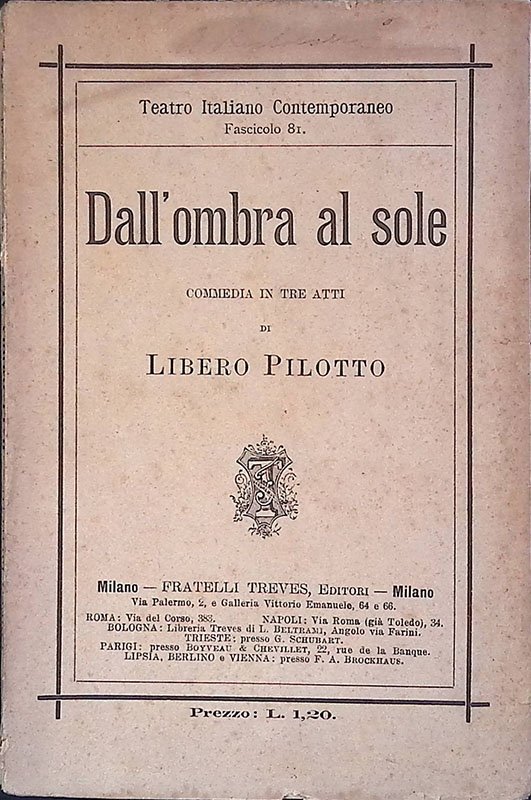 Teatro Italiano Contemporaneo
Fascicolo 81.
Dall'ombra al sole
COMMEDIA IN TRE ATTI
DI
LIBERO PILOTTO
Milano — FRATELLI TREVES, EDITORI — Milano
Via Palermo, 2, e Galleria Vittorio Emanuele, 64 e 66.
ROMA: Via del Corso, 383. NAPOLI: Via Roma (già Toledo), 34.
BOLOGNA: Libreria Treves di L. BELTRAMI, Angolo via Farini.
TRIESTE: presso G. SCHUBART.
PARIGI: presso BOYVEAU & CHEVILLET, 22, rue de la Banque.
LIPSIA, BERLINO e VIENNA: presso F. A. BROCKHAUS.
Prezzo: L. 1,20.